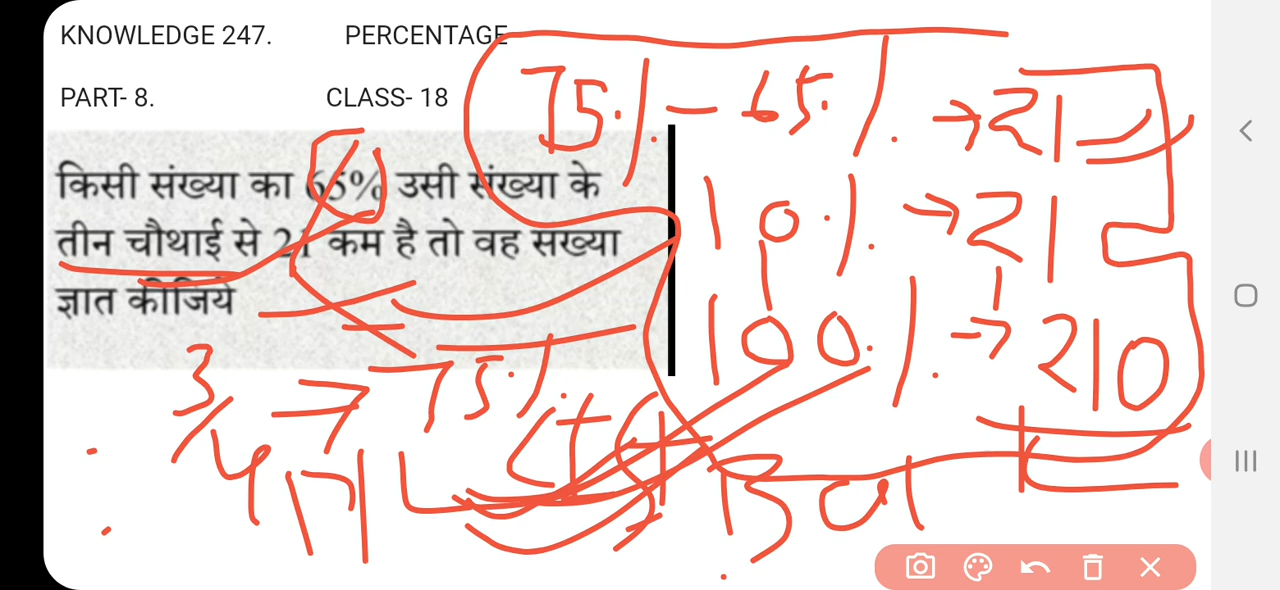 KNOWLEDGE 247. PERCENTAGE
PART- 8. CLASS- 18
किसी संख्या का 65% उसी संख्या के
तीन चौथाई से 21 कम है तो वह सख्या
ज्ञात कीजिये
75% - 65% → 21
10% → 21
100% → 210
3/4 → 75%